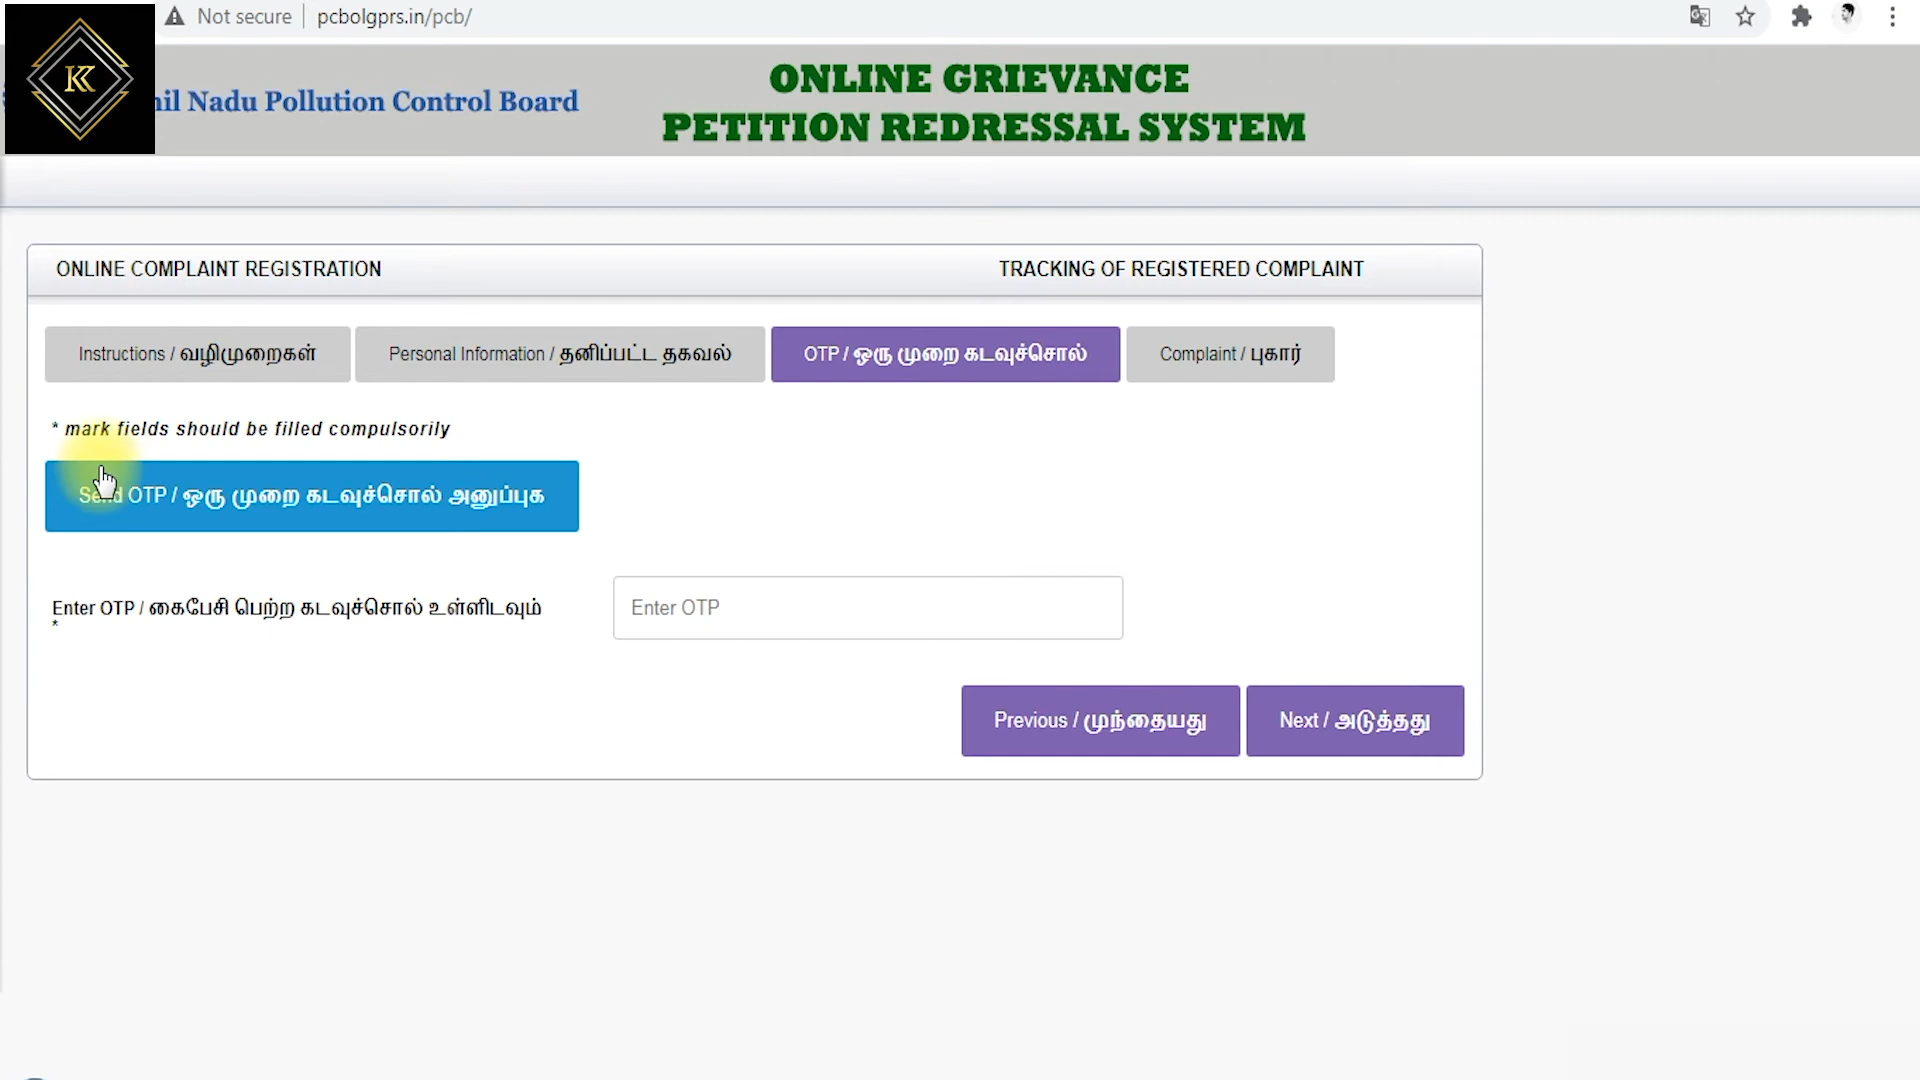 Not secure | pcbolgprs.in/pcb/
KK
Nadu Pollution Control Board
ONLINE GRIEVANCE
PETITION REDRESSAL SYSTEM
ONLINE COMPLAINT REGISTRATION
TRACKING OF REGISTERED COMPLAINT
Instructions / வழிமுறைகள்
Personal Information / தனிப்பட்ட தகவல்
OTP / ஒரு முறை கடவுச்சொல்
Complaint / புகார்
* mark fields should be filled compulsorily
Send OTP / ஒரு முறை கடவுச்சொல் அனுப்புக
Enter OTP / கைபேசி பெற்ற கடவுச்சொல் உள்ளிடவும்
*
Enter OTP
Previous / முந்தையது
Next / அடுத்தது